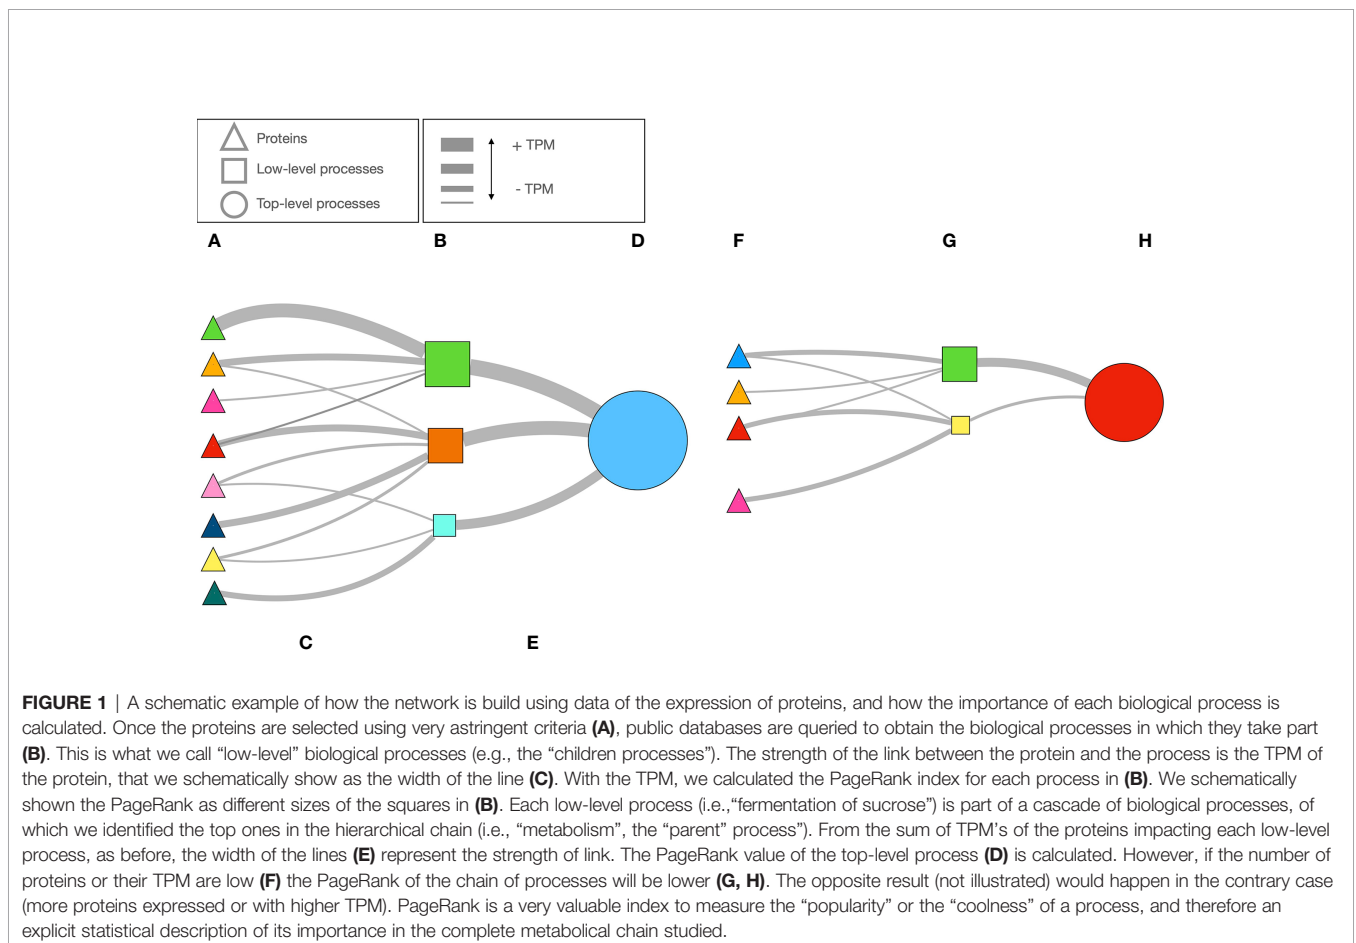 Proteins
Low-level processes
Top-level processes
+ TPM
- TPM
A B D F G H
C E
FIGURE 1 | A schematic example of how the network is build using data of the expression of proteins, and how the importance of each biological process is
calculated. Once the proteins are selected using very astringent criteria (A), public databases are queried to obtain the biological processes in which they take part
(B). This is what we call “low-level” biological processes (e.g., the “children processes”). The strength of the link between the protein and the process is the TPM of
the protein, that we schematically show as the width of the line (C). With the TPM, we calculated the PageRank index for each process in (B). We schematically
shown the PageRank as different sizes of the squares in (B). Each low-level process (i.e.,“fermentation of sucrose”) is part of a cascade of biological processes, of
which we identified the top ones in the hierarchical chain (i.e., “metabolism”, the “parent” process”). From the sum of TPM’s of the proteins impacting each low-level
process, as before, the width of the lines (E) represent the strength of link. The PageRank value of the top-level process (D) is calculated. However, if the number of
proteins or their TPM are low (F) the PageRank of the chain of processes will be lower (G, H). The opposite result (not illustrated) would happen in the contrary case
(more proteins expressed or with higher TPM). PageRank is a very valuable index to measure the “popularity” or the “coolness” of a process, and therefore an
explicit statistical description of its importance in the complete metabolical chain studied.